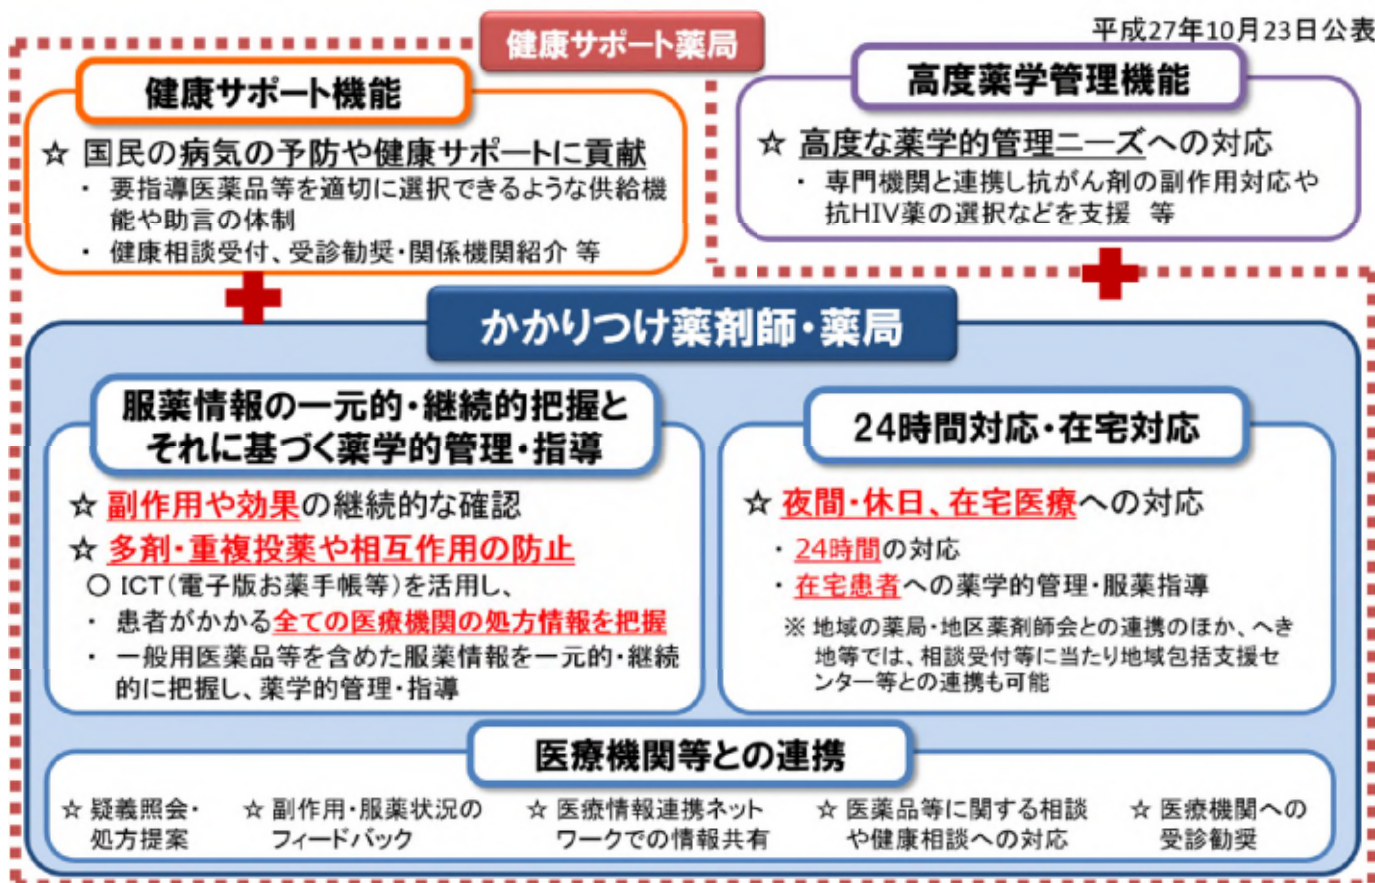 平成27年10月23日公表
健康サポート薬局
健康サポート機能
☆ 国民の病気の予防や健康サポートに貢献
・ 要指導医薬品等を適切に選択できるような供給機
能や助言の体制
・ 健康相談受付、受診勧奨・関係機関紹介 等
高度薬学管理機能
☆ 高度な薬学的管理ニーズへの対応
・ 専門機関と連携し抗がん剤の副作用対応や
抗HIV薬の選択などを支援 等
かかりつけ薬剤師・薬局
服薬情報の一元的・継続的把握と
それに基づく薬学的管理・指導
☆ 副作用や効果の継続的な確認
☆ 多剤・重複投薬や相互作用の防止
○ ICT(電子版お薬手帳等)を活用し、
・ 患者がかかる全ての医療機関の処方情報を把握
・ 一般用医薬品等を含めた服薬情報を一元的・継続
的に把握し、薬学的管理・指導
24時間対応・在宅対応
☆ 夜間・休日、在宅医療への対応
・ 24時間の対応
・ 在宅患者への薬学的管理・服薬指導
※ 地域の薬局・地区薬剤師会との連携のほか、へき
地等では、相談受付等に当たり地域包括支援セ
ンター等との連携も可能
医療機関等との連携
☆ 疑義照会・
処方提案
☆ 副作用・服薬状況の
フィードバック
☆ 医療情報連携ネット
ワークでの情報共有
☆ 医薬品等に関する相談
や健康相談への対応
☆ 医療機関への
受診勧奨